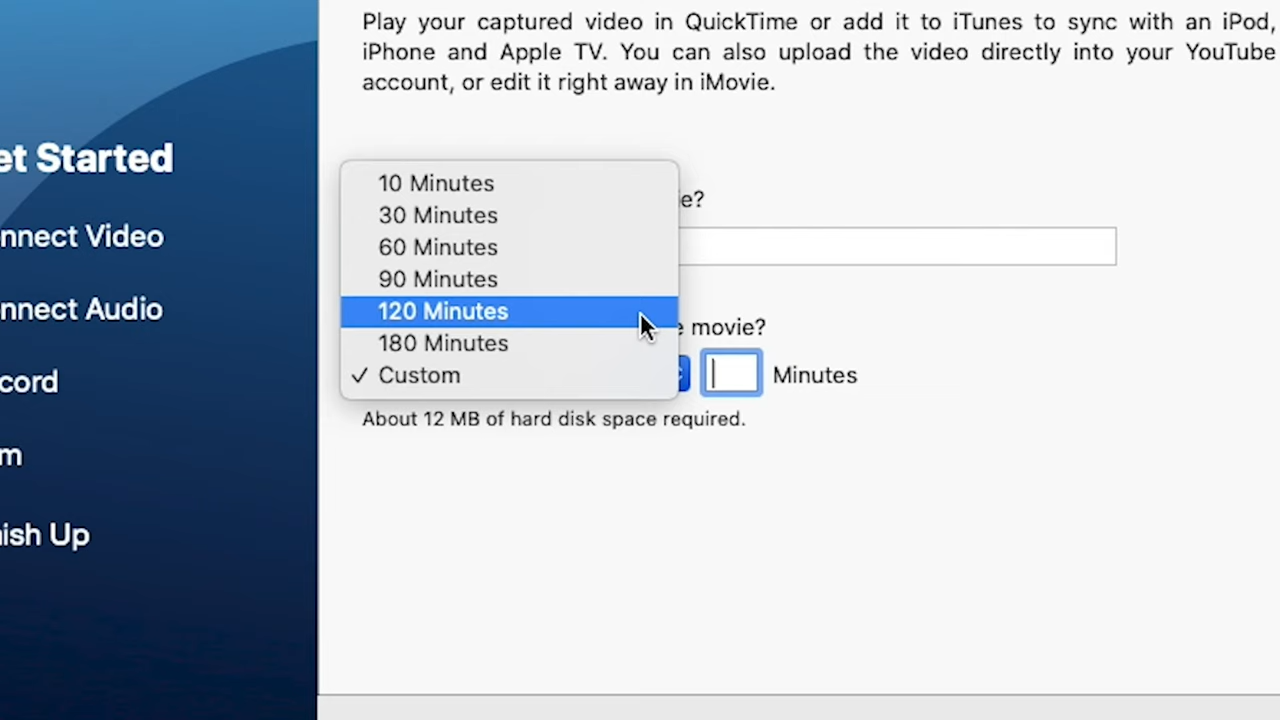 Play your captured video in QuickTime or add it to iTunes to sync with an iPod,
iPhone and Apple TV. You can also upload the video directly into your YouTube
account, or edit it right away in iMovie.
et Started
nnect Video
nnect Audio
cord
m
ish Up
10 Minutes
30 Minutes
60 Minutes
90 Minutes
120 Minutes
180 Minutes
✓ Custom
e?
e movie?
Minutes
About 12 MB of hard disk space required.